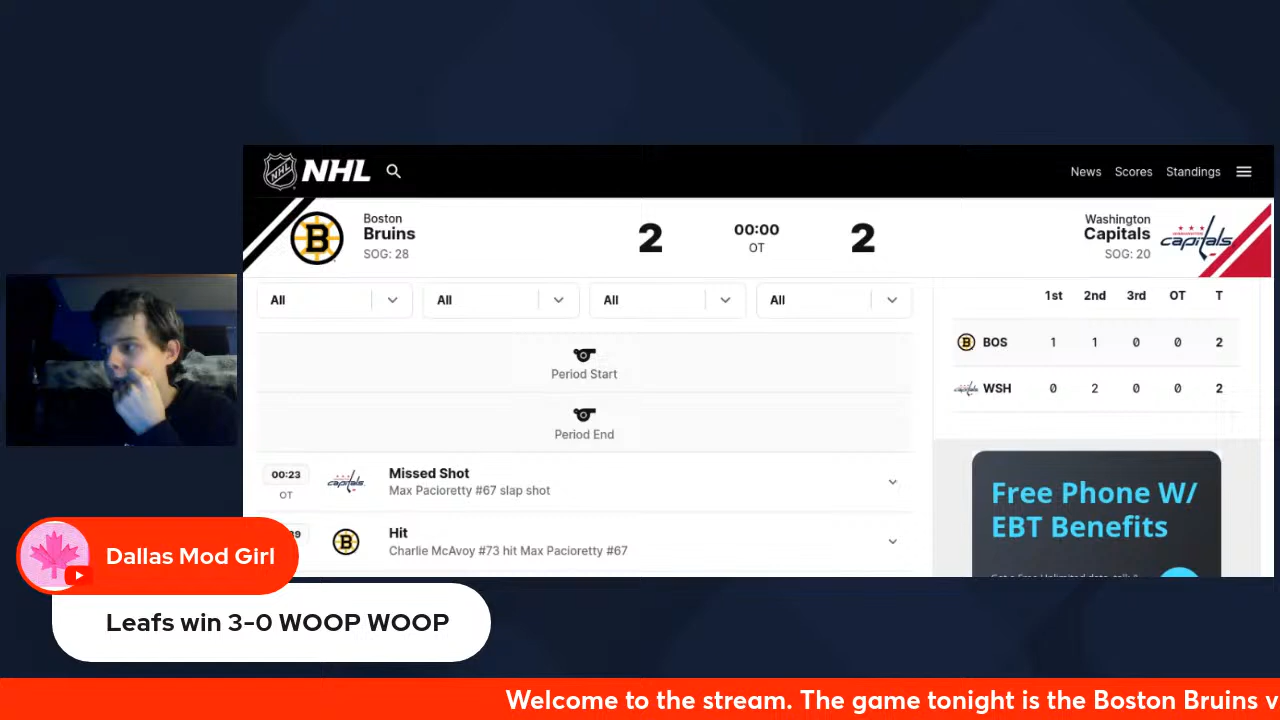 NHL
NHL
News Scores Standings
Boston
Bruins
SOG: 28
2
00:00
OT
2
Washington
Capitals
SOG: 20
capitals
All All All All
1st 2nd 3rd OT T
B BOS 1 1 0 0 2
capitals WSH 0 2 0 0 2
Period Start
Period End
00:23
OT
capitals
Missed Shot
Max Pacioretty #67 slap shot
B
Hit
Charlie McAvoy #73 hit Max Pacioretty #67
Free Phone W/
EBT Benefits
Dallas Mod Girl
Leafs win 3-0 WOOP WOOP
Welcome to the stream. The game tonight is the Boston Bruins v